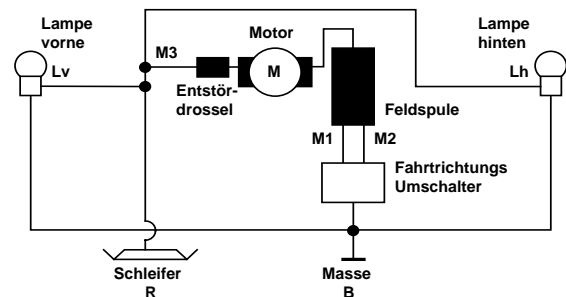 Lampe
vorne
Lv
M3
Entstör-
drossel
Motor
M
Lampe
hinten
Lh
Feldspule
M1
M2
Fahrtrichtungs
Umschalter
Schleifer
R
Masse
B